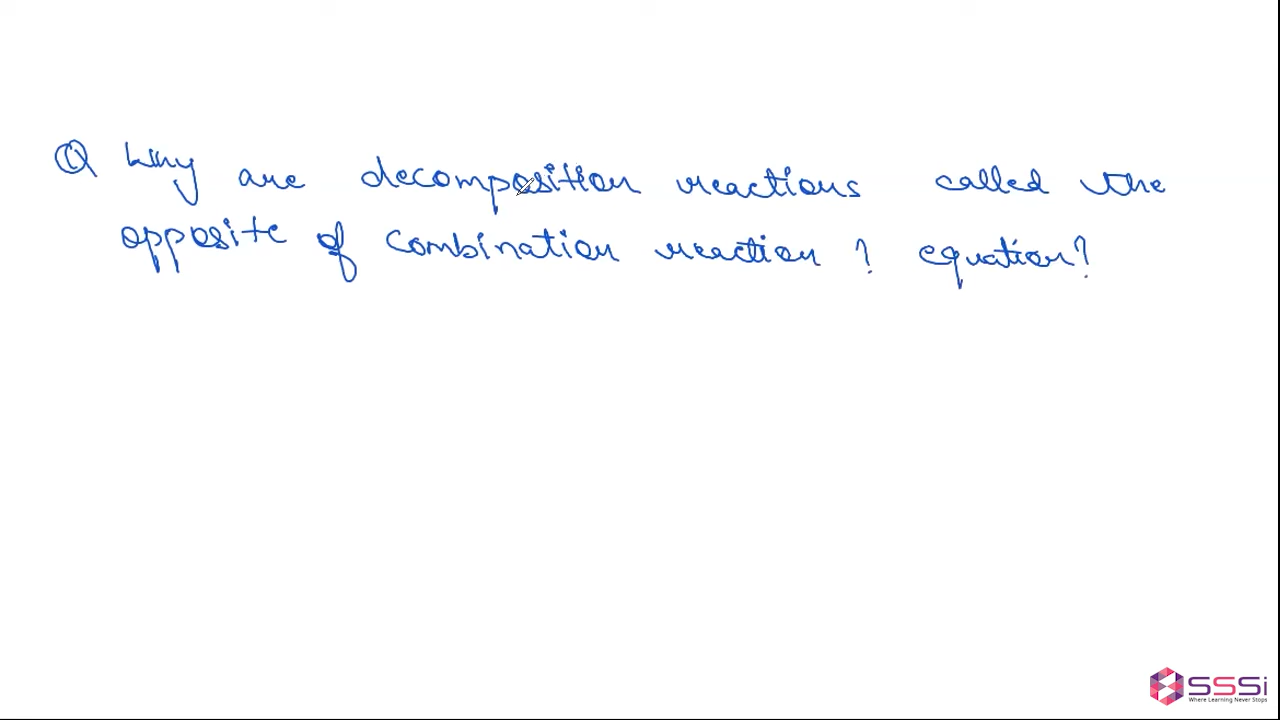 Q Why are decomposition reactions called the
opposite of combination reaction ? equation?
SSSi
Where Learning Never Stops